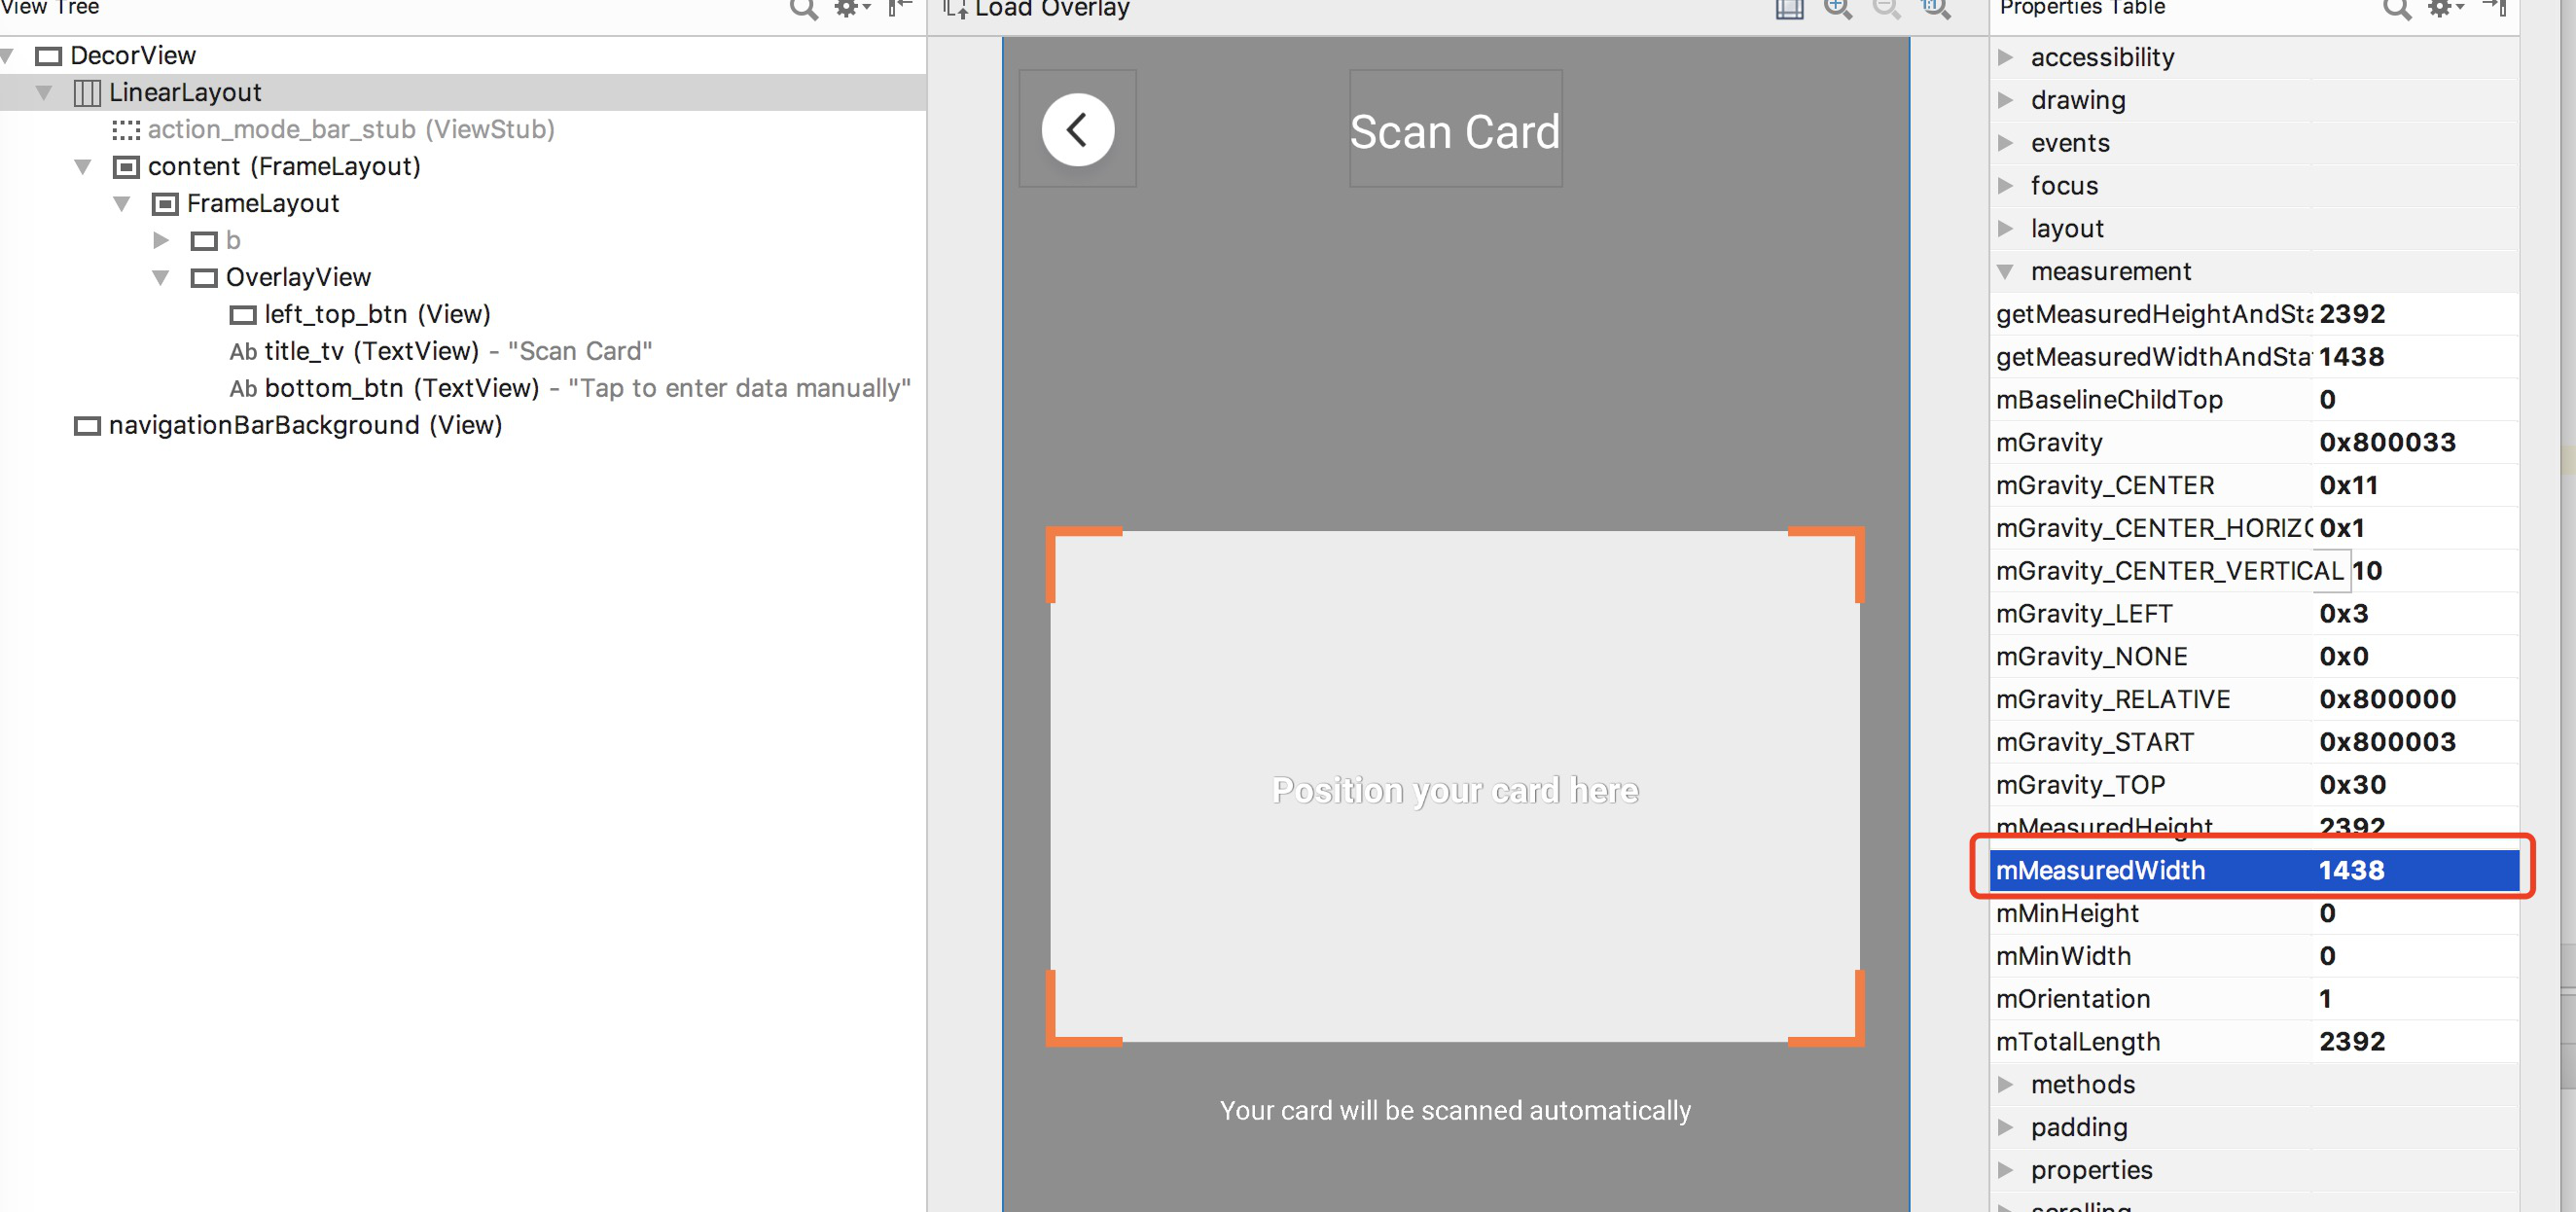 View Tree
DecorView
LinearLayout
action_mode_bar_stub (ViewStub)
content (FrameLayout)
FrameLayout
b
OverlayView
left_top_btn (View)
Ab title_tv (TextView) - "Scan Card"
Ab bottom_btn (TextView) - "Tap to enter data manually"
navigationBarBackground (View)
Load Overlay
Scan Card
Position your card here
Your card will be scanned automatically
Properties Table
accessibility
drawing
events
focus
layout
measurement
getMeasuredHeightAndSta 2392
getMeasuredWidthAndStat 1438
mBaselineChildTop 0
mGravity 0x800033
mGravity_CENTER 0x11
mGravity_CENTER_HORIZO 0x1
mGravity_CENTER_VERTICAL 10
mGravity_LEFT 0x3
mGravity_NONE 0x0
mGravity_RELATIVE 0x800000
mGravity_START 0x800003
mGravity_TOP 0x30
mMeasuredHeight 2392
mMeasuredWidth 1438
mMinHeight 0
mMinWidth 0
mOrientation 1
mTotalLength 2392
methods
padding
properties
scrolling